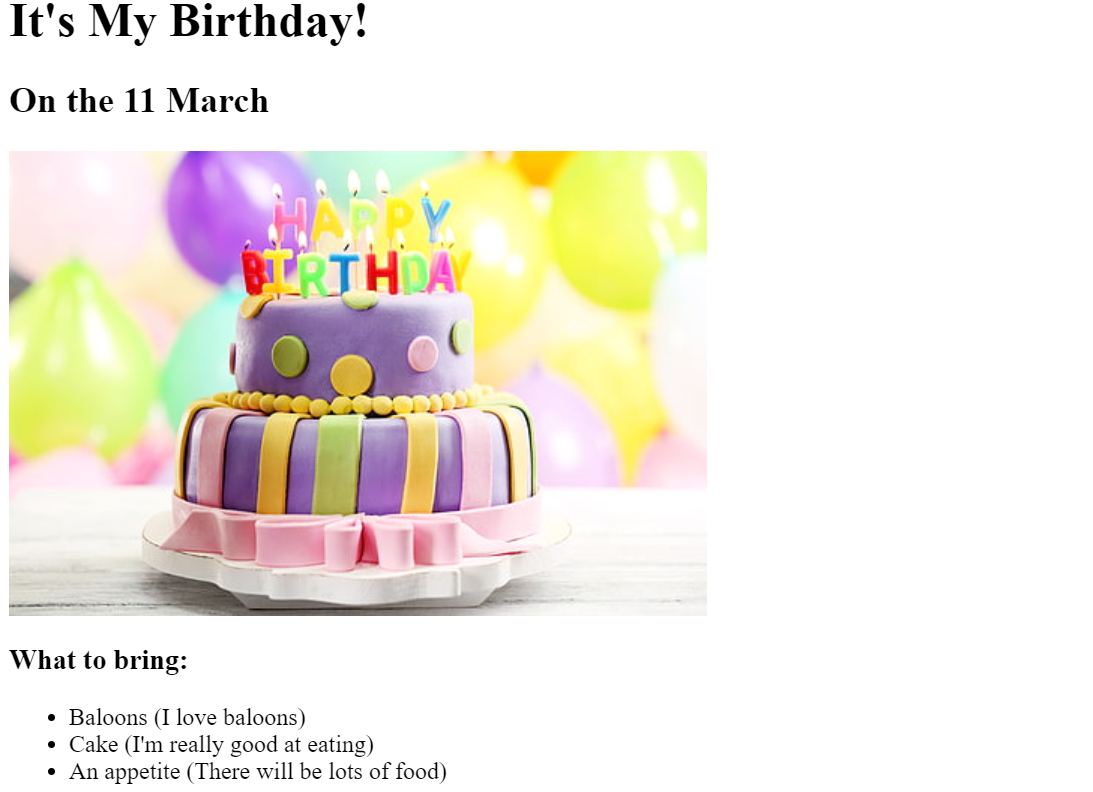 It's My Birthday!
On the 11 March
HAPPY
BIRTHDAY
What to bring:
Baloons (I love baloons)
Cake (I'm really good at eating)
An appetite (There will be lots of food)